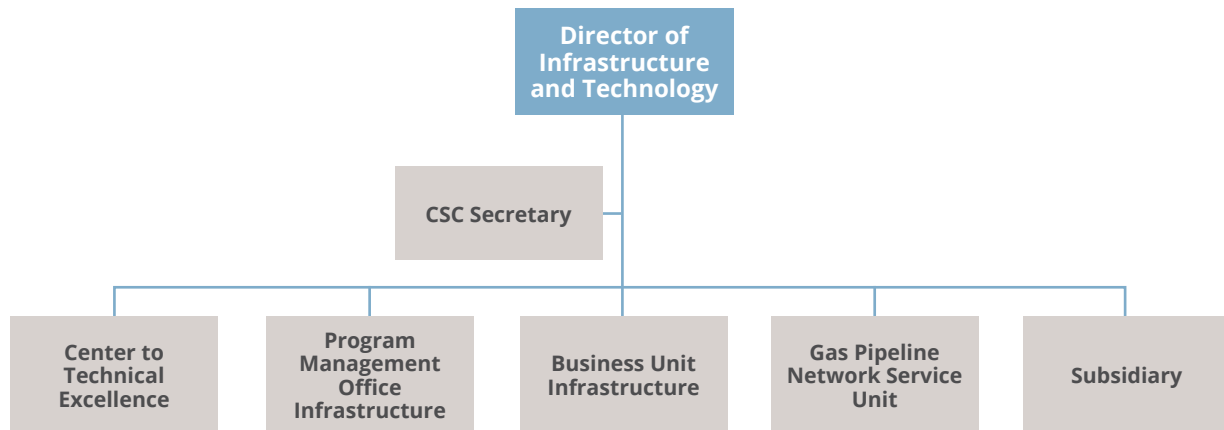 Director of
Infrastructure
and Technology
CSC Secretary
Center to
Technical
Excellence
Program
Management
Office
Infrastructure
Business Unit
Infrastructure
Gas Pipeline
Network Service
Unit
Subsidiary